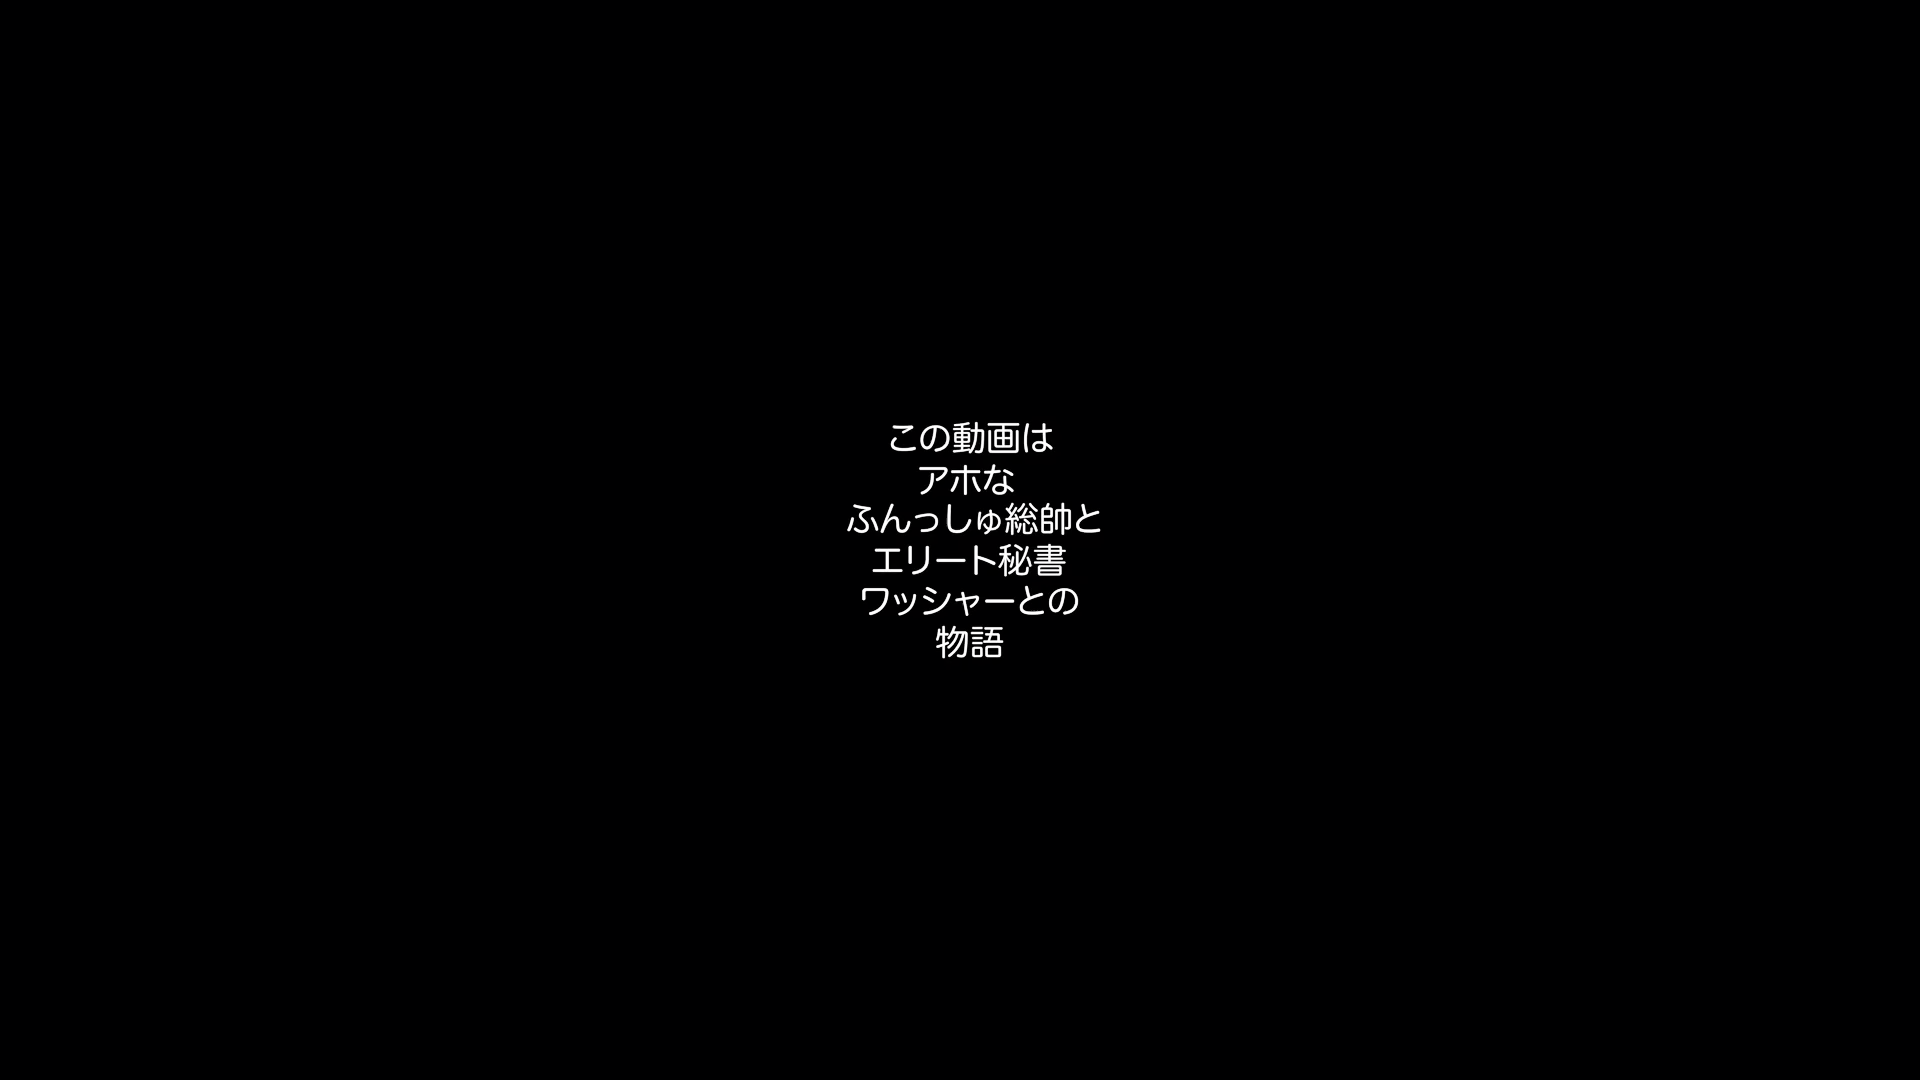 この動画は
アホな
ふんっしゅ総帥と
エリート秘書
ワッシャーとの
物語